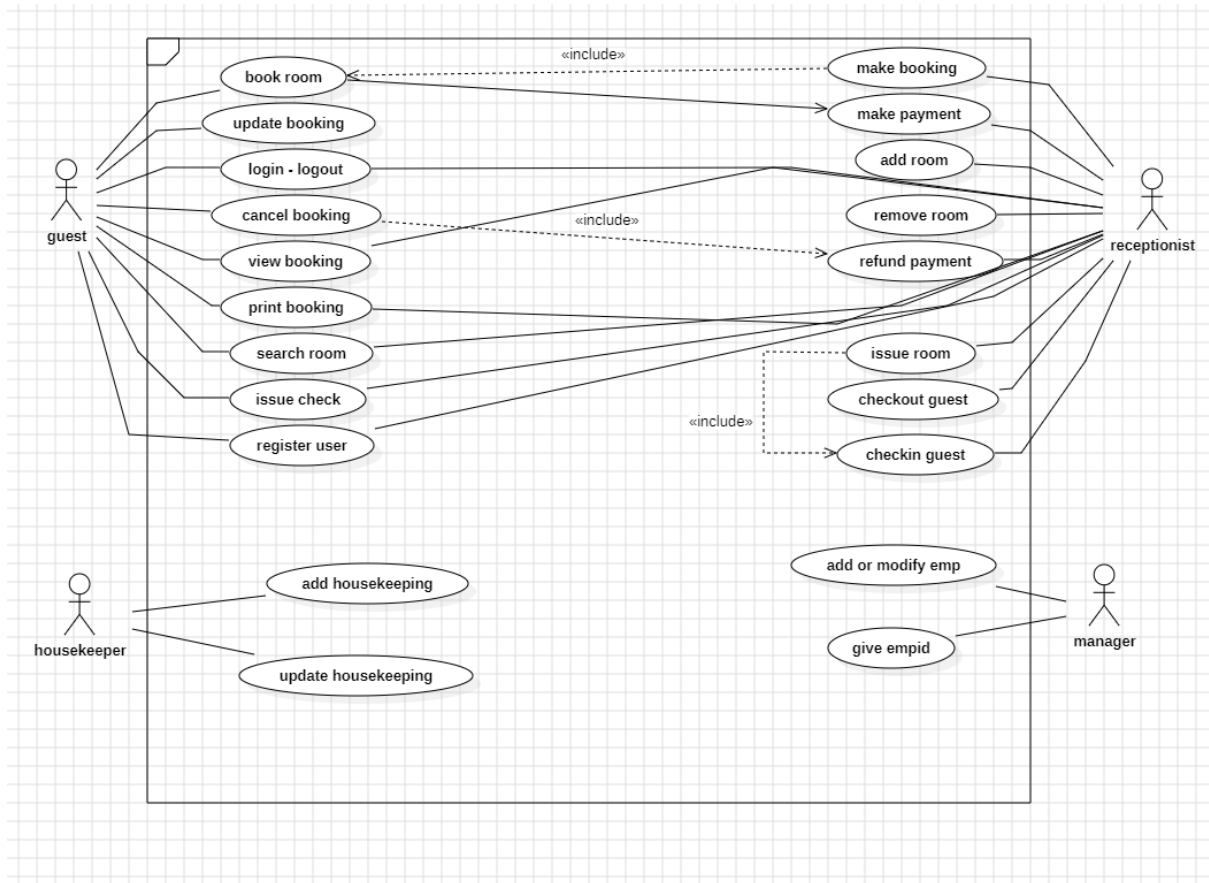 «include»
book room
make booking
update booking
make payment
login - logout
add room
cancel booking
«include»
remove room
guest
receptionist
view booking
refund payment
print booking
search room
issue room
issue check
checkout guest
«include»
register user
checkin guest
add housekeeping
add or modify emp
housekeeper
manager
give empid
update housekeeping